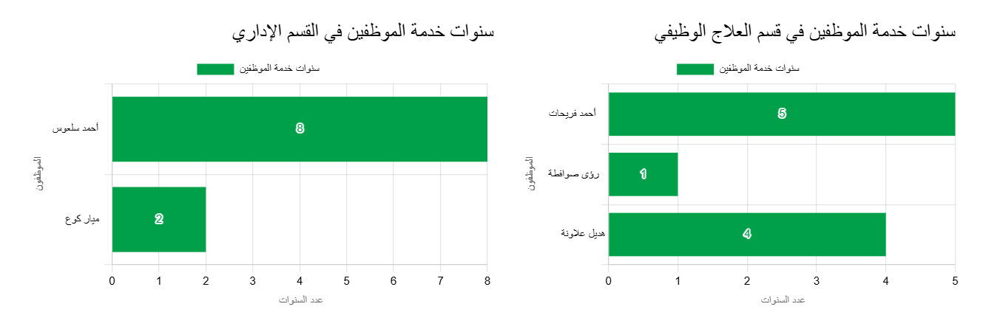 سنوات خدمة الموظفين في قسم العلاج الوظيفي
سنوات خدمة الموظفين
الموظفون
أحمد فريحات
5
رؤى صوافطة
1
هديل علاونة
4
0 1 2 3 4 5
عدد السنوات
سنوات خدمة الموظفين في القسم الإداري
سنوات خدمة الموظفين
الموظفون
أحمد سلعوس
8
ميار كوع
2
0 1 2 3 4 5 6 7 8
عدد السنوات